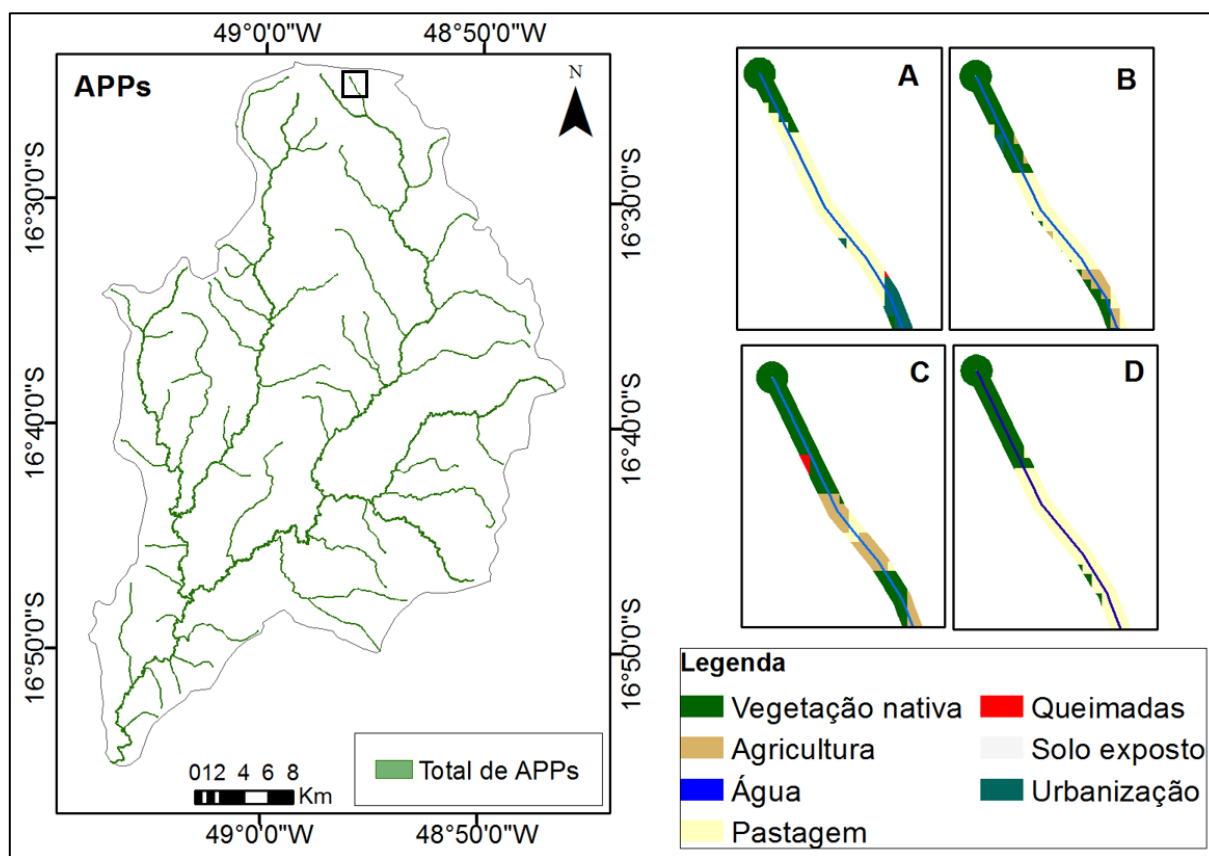 49°0'0"W 48°50'0"W
APPs
N
16°30'0"S 16°30'0"S
16°40'0"S 16°40'0"S
16°50'0"S 16°50'0"S
012 4 6 8
Km
Total de APPs
49°0'0"W 48°50'0"W
A
B
C
D
Legenda
Vegetação nativa
Agricultura
Água
Pastagem
Queimadas
Solo exposto
Urbanização